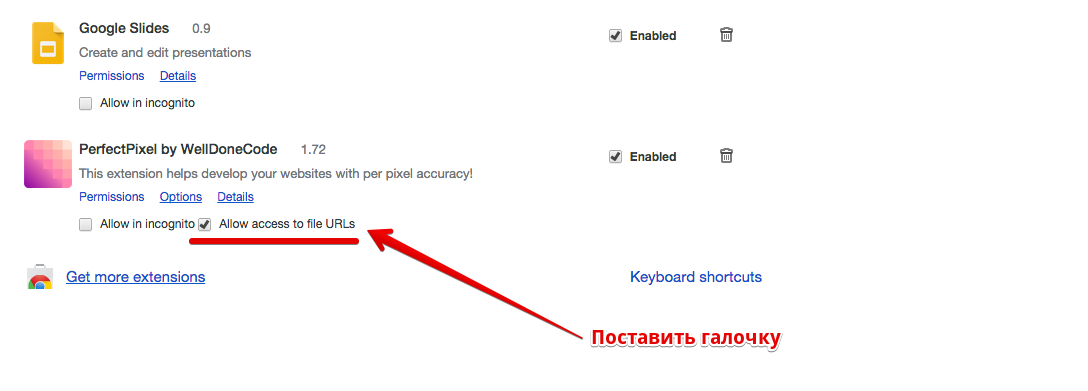 Google Slides 0.9
Enabled
Create and edit presentations
Permissions Details
Allow in incognito
PerfectPixel by WellDoneCode 1.72
Enabled
This extension helps develop your websites with per pixel accuracy!
Permissions Options Details
Allow in incognito Allow access to file URLs
Get more extensions
Keyboard shortcuts
Поставить галочку